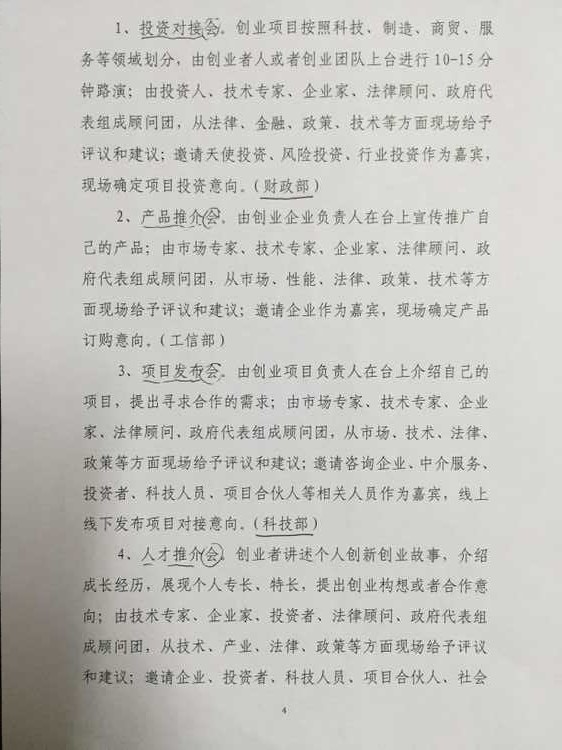 1、投资对接会。创业项目按照科技、制造、商贸、服
务等领域划分，由创业者人或者创业团队上台进行 10-15 分
钟路演；由投资人、技术专家、企业家、法律顾问、政府代
表组成顾问团，从法律、金融、政策、技术等方面现场给予
评议和建议；邀请天使投资、风险投资、行业投资作为嘉宾，
现场确定项目投资意向。（财政部）
2、产品推介会。由创业企业负责人在台上宣传推广自
己的产品；由市场专家、技术专家、企业家、法律顾问、政
府代表组成顾问团，从市场、性能、法律、政策、技术等方
面现场给予评议和建议；邀请企业作为嘉宾，现场确定产品
订购意向。（工信部）
3、项目发布会。由创业项目负责人在台上介绍自己的
项目，提出寻求合作的需求；由市场专家、技术专家、企业
家、法律顾问、政府代表组成顾问团，从市场、技术、法律、
政策等方面现场给予评议和建议；邀请咨询企业、中介服务、
投资者、科技人员、项目合伙人等相关人员作为嘉宾，线上
线下发布项目对接意向。（科技部）
4、人才推介会。创业者讲述个人创新创业故事，介绍
成长经历，展现个人专长、特长，提出创业构想或者合作意
向；由技术专家、企业家、投资者、法律顾问、政府代表组
成顾问团，从技术、产业、法律、政策等方面现场给予评议
和建议；邀请企业、投资者、科技人员、项目合伙人、社会
4